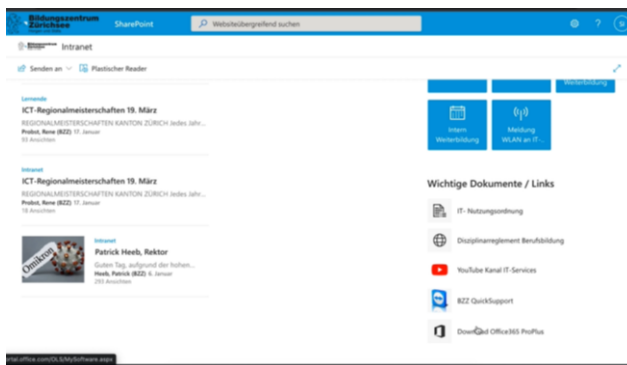 Bildungszentrum
Zürichsee
SharePoint
Websiteübergreifend suchen
?
Intranet
Senden an
Plastischer Reader
Weiterbildung
Lernende
ICT-Regionalmeisterschaften 19. März
REGIONALMEISTERSCHAFTEN KANTON ZÜRICH Jedes Jahr...
Probst, Rene (BZZ) 17. Januar
93 Ansichten
Intern
Weiterbildung
Meldung
WLAN an IT-...
Intranet
ICT-Regionalmeisterschaften 19. März
REGIONALMEISTERSCHAFTEN KANTON ZÜRICH Jedes Jahr...
Probst, Rene (BZZ) 17. Januar
18 Ansichten
Omikron
Intranet
Patrick Heeb, Rektor
Guten Tag, aufgrund der hohen...
Heeb, Patrick (BZZ) 6. Januar
293 Ansichten
Wichtige Dokumente / Links
IT- Nutzungsordnung
Disziplinarreglement Berufsbildung
YouTube Kanal IT-Services
BZZ QuickSupport
Download Office365 ProPlus
ortal.office.com/OLS/MySoftware.aspx